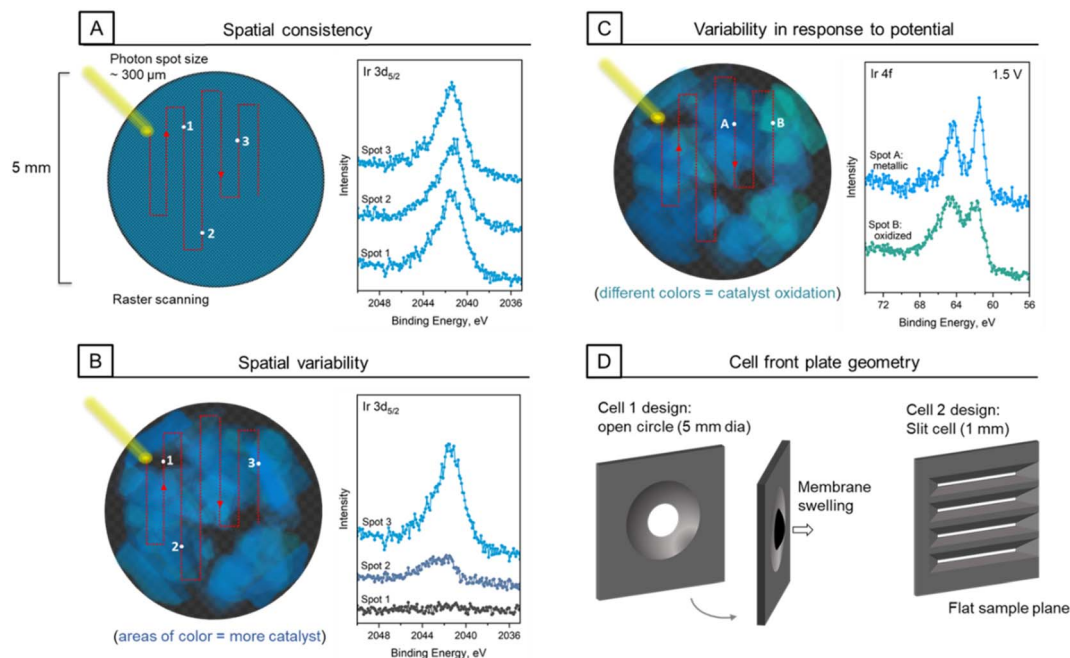 A
Spatial consistency
Photon spot size
~ 300 µm
5 mm
1
2
3
Raster scanning
Ir 3d5/2
Intensity
Spot 3
Spot 2
Spot 1
2048 2044 2040 2036
Binding Energy, eV
B
Spatial variability
1
2
3
(areas of color = more catalyst)
Ir 3d5/2
Intensity
Spot 3
Spot 2
Spot 1
2048 2044 2040 2036
Binding Energy, eV
C
Variability in response to potential
A
B
(different colors = catalyst oxidation)
Ir 4f
1.5 V
Intensity
Spot A:
metallic
Spot B:
oxidized
72 68 64 60 56
Binding Energy, eV
D
Cell front plate geometry
Cell 1 design:
open circle (5 mm dia)
Membrane
swelling
Cell 2 design:
Slit cell (1 mm)
Flat sample plane